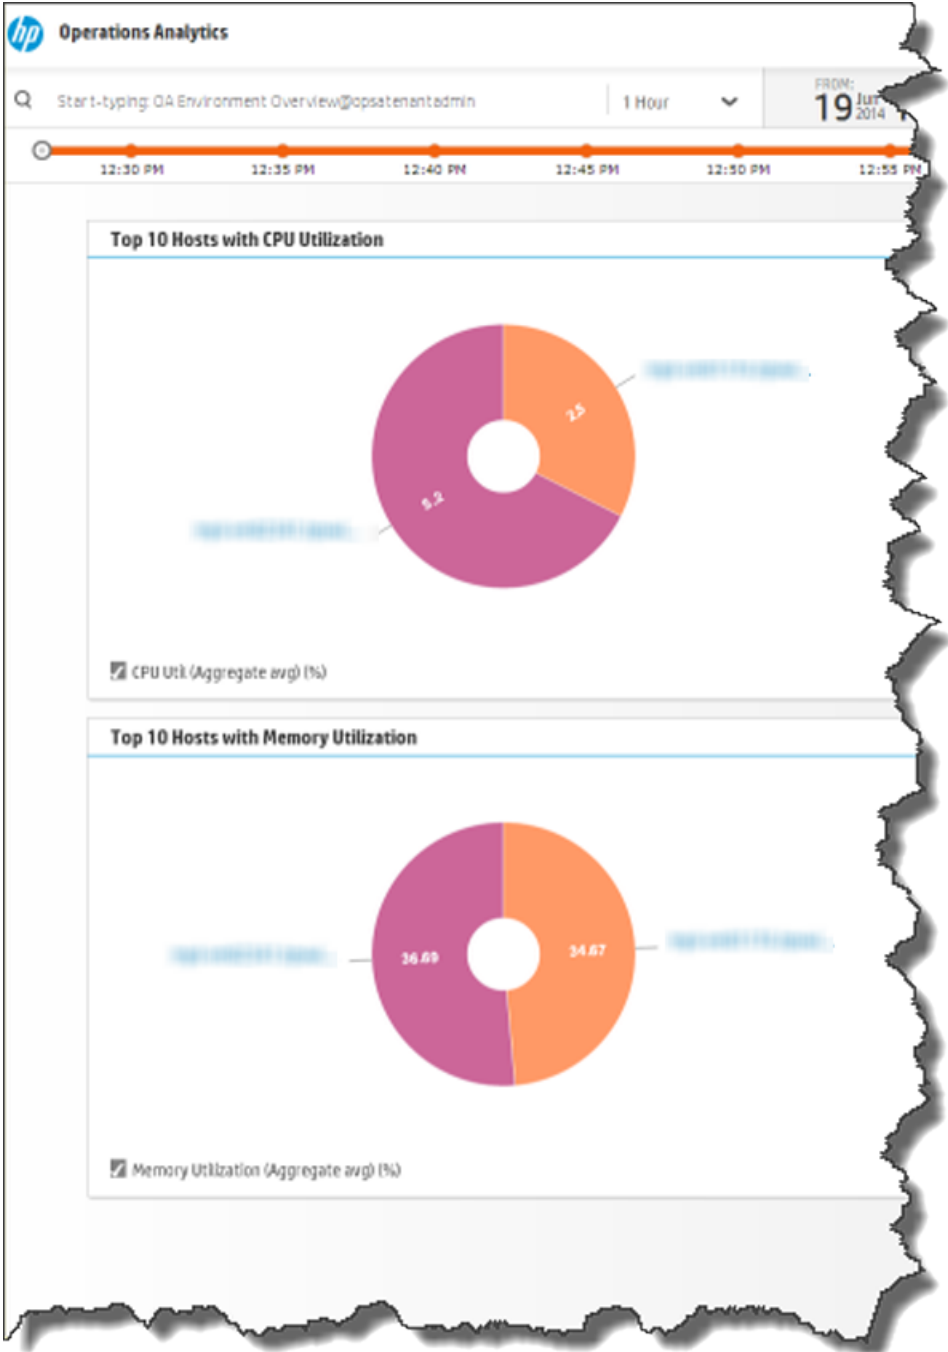 hp Operations Analytics
Start-typing: OA Environment Overview@opsatenantadmin
1 Hour
FROM:
19 Jun 2014
12:30 PM 12:35 PM 12:40 PM 12:45 PM 12:50 PM 12:55 PM
Top 10 Hosts with CPU Utilization
2.5
5.2
CPU Util (Aggregate avg) (%)
Top 10 Hosts with Memory Utilization
36.69
34.67
Memory Utilization (Aggregate avg) (%)